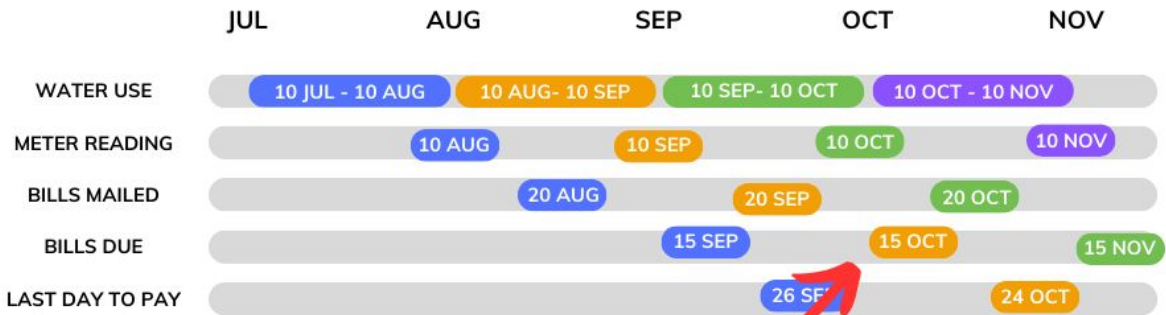 JUL AUG SEP OCT NOV
WATER USE 10 JUL - 10 AUG 10 AUG- 10 SEP 10 SEP- 10 OCT 10 OCT - 10 NOV
METER READING 10 AUG 10 SEP 10 OCT 10 NOV
BILLS MAILED 20 AUG 20 SEP 20 OCT
BILLS DUE 15 SEP 15 OCT 15 NOV
LAST DAY TO PAY 26 SEP 24 OCT